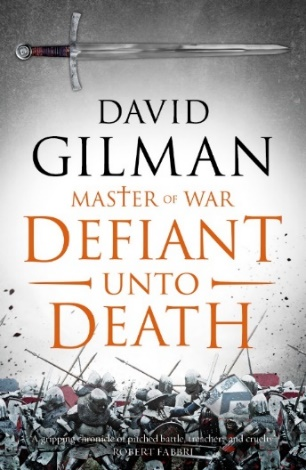 DAVID
GILMAN
MASTER OF WAR
DEFIANT
UNTO
DEATH
'A gripping chronicle of pitched battle, treachery and cruelty'
ROBERT FABBRI